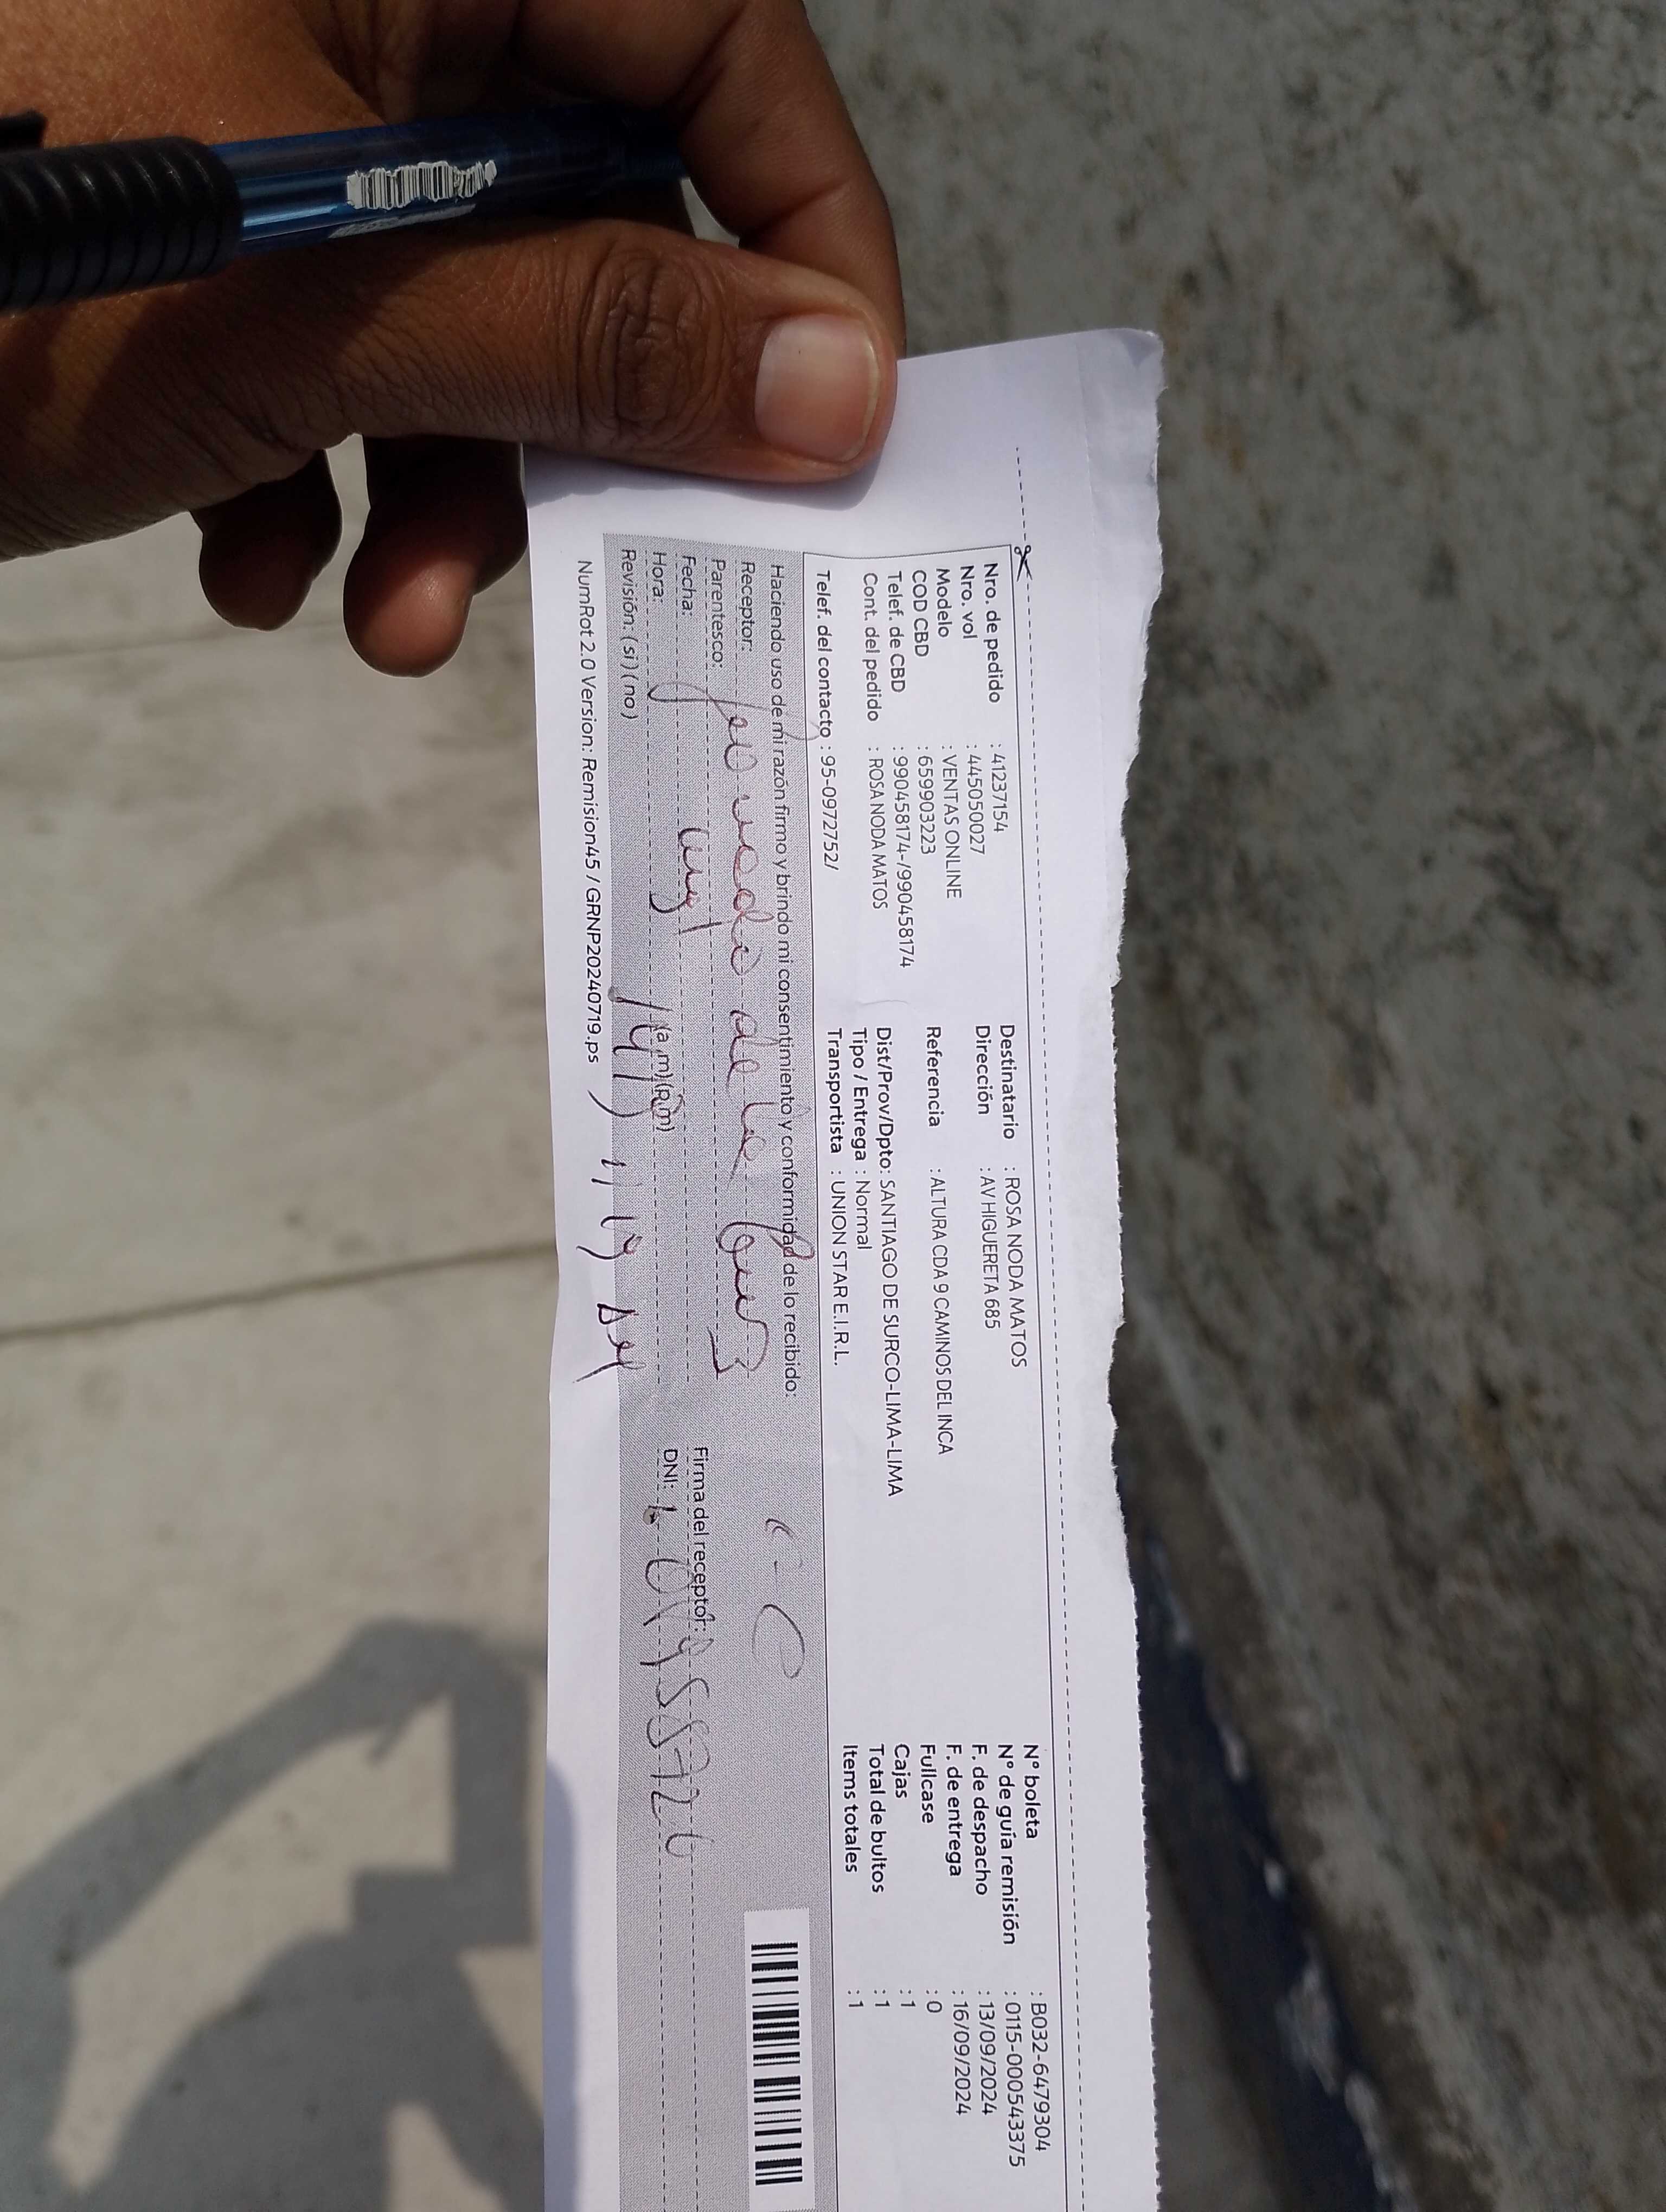 Nro. de pedido : 41237154
Nro. vol : 445050027
Modelo : VENTAS ONLINE
COD CBD : 659903223
Telef. de CBD : 990458174-/990458174
Cont. del pedido : ROSA NODA MATOS
Telef. del contacto : 95-0972752/
Destinatario : ROSA NODA MATOS
Dirección : AV HIGUERETA 685
Referencia : ALTURA CDA 9 CAMINOS DEL INCA
Dist/Prov/Dpto: SANTIAGO DE SURCO-LIMA-LIMA
Tipo / Entrega : Normal
Transportista : UNION STAR E.I.R.L.
N° boleta : B032-6479304
N° de guía remisión : 0115-000543375
F. de despacho : 13/09/2024
F. de entrega : 16/09/2024
Fullcase : 0
Cajas : 1
Total de bultos : 1
Items totales : 1
Haciendo uso de mi razón firmo y brindo mi consentimiento y conformidad de lo recibido:
Receptor:
Parentesco:
Fecha:
Hora: (a.m) (p.m)
Revisión: ( si ) ( no )
Firma del receptor:
DNI:
NumRot 2.0 Version: Remision45 / GRNP20240719.ps